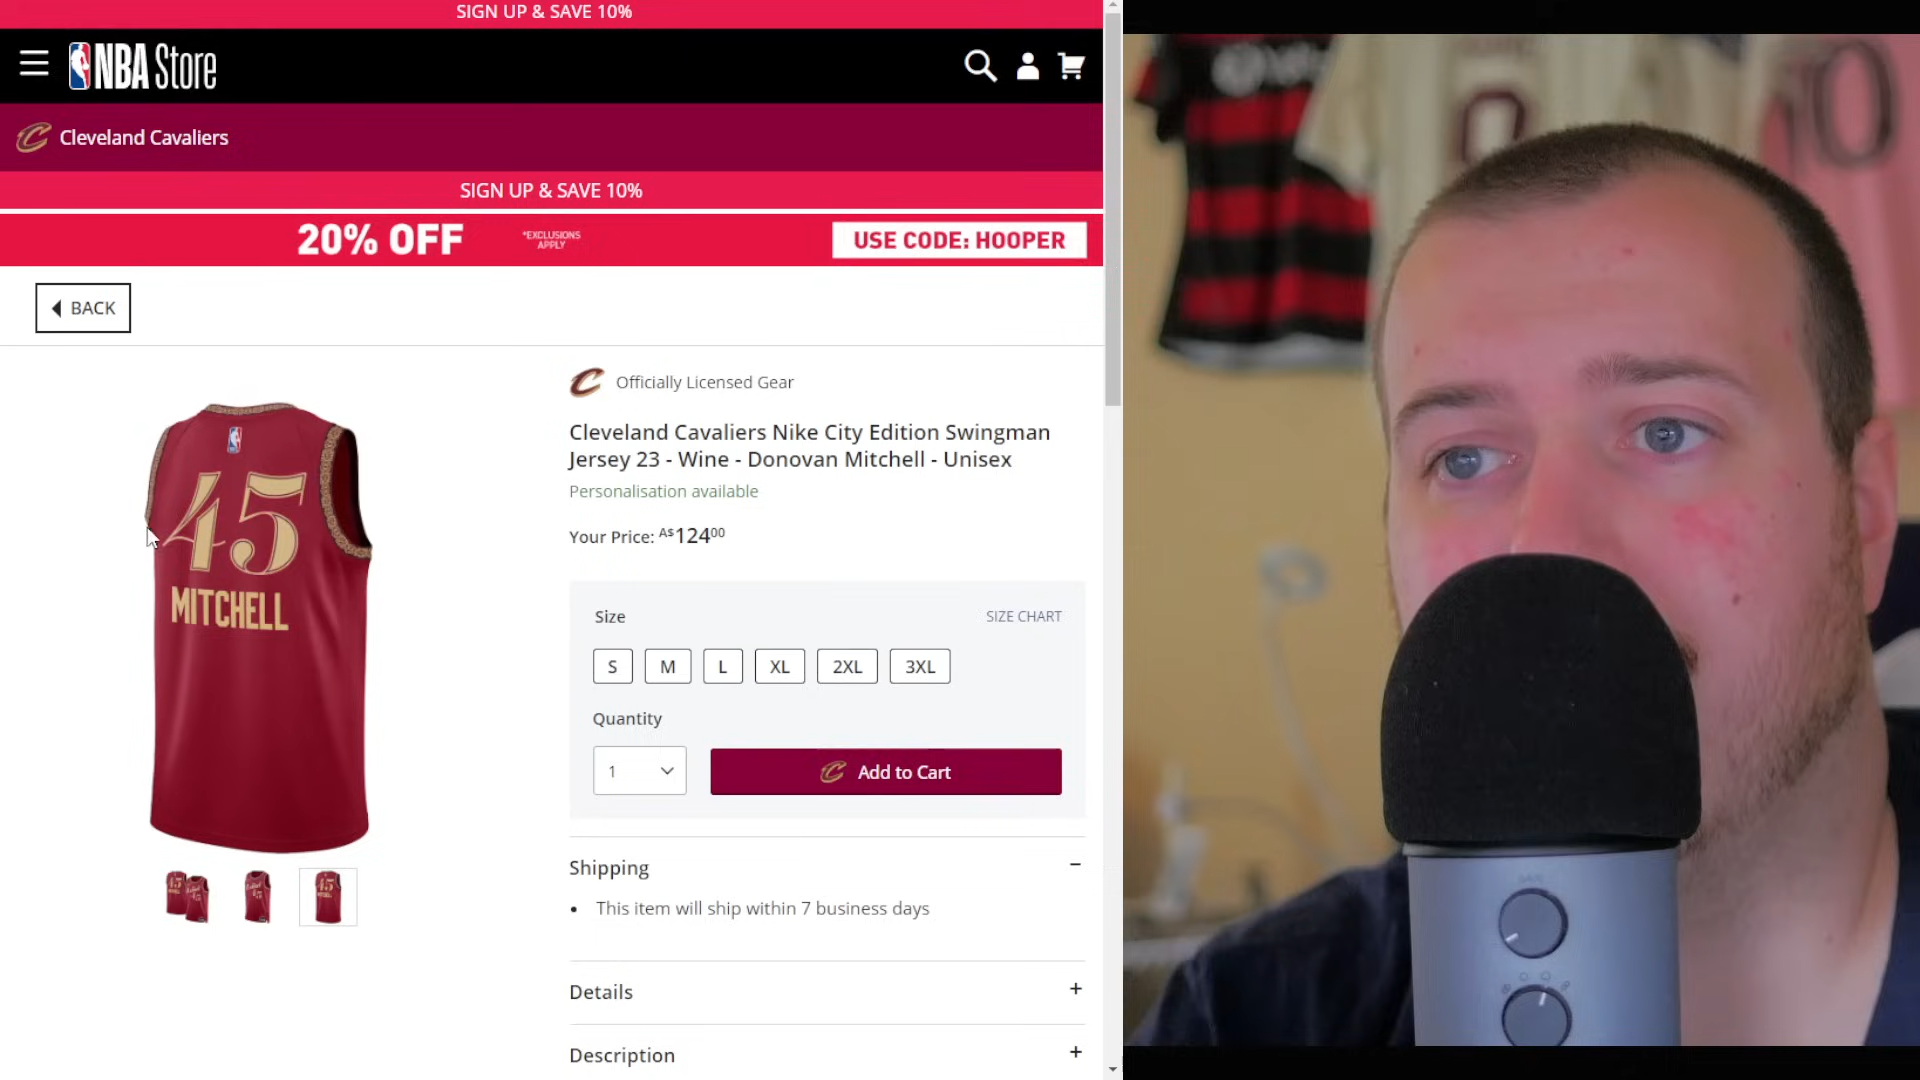 SIGN UP & SAVE 10%
NBA Store
Cleveland Cavaliers
SIGN UP & SAVE 10%
20% OFF
*EXCLUSIONS
APPLY
USE CODE: HOOPER
BACK
Officially Licensed Gear
Cleveland Cavaliers Nike City Edition Swingman
Jersey 23 - Wine - Donovan Mitchell - Unisex
Personalisation available
Your Price: A$12400
45
MITCHELL
Size
SIZE CHART
S M L XL 2XL 3XL
Quantity
1
Add to Cart
Shipping
This item will ship within 7 business days
Details
Description